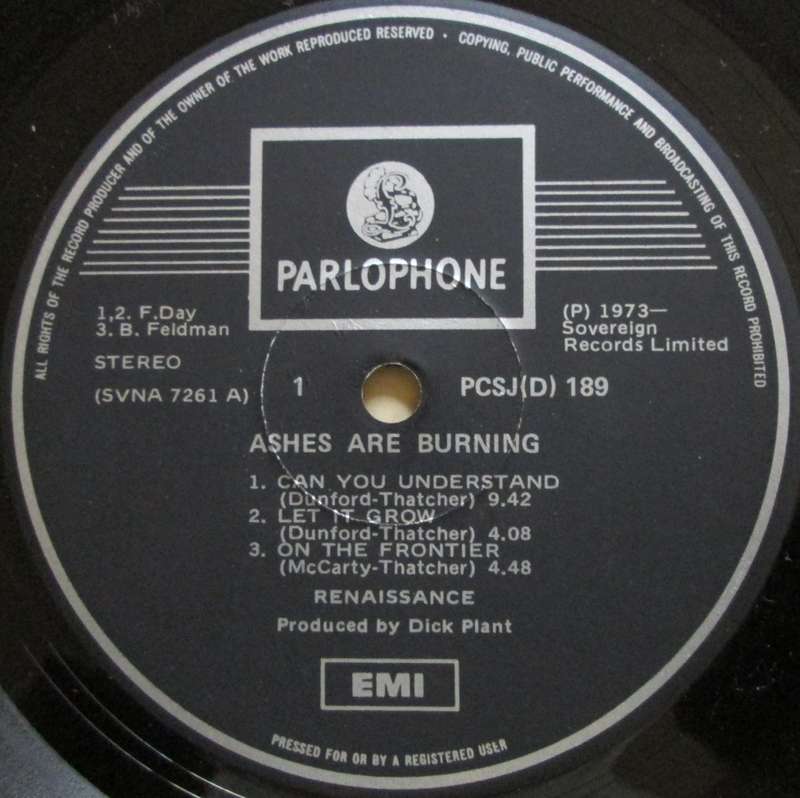 ALL RIGHTS OF THE RECORD PRODUCER AND OF THE OWNER OF THE WORK REPRODUCED RESERVED · COPYING, PUBLIC PERFORMANCE AND BROADCASTING OF THIS RECORD PROHIBITED
PARLOPHONE
1,2. F.Day
3. B. Feldman
STEREO
(SVNA 7261 A)
1
(P) 1973—
Sovereign
Records Limited
PCSJ(D) 189
ASHES ARE BURNING
1. CAN YOU UNDERSTAND
(Dunford-Thatcher) 9.42
2. LET IT GROW
(Dunford-Thatcher) 4.08
3. ON THE FRONTIER
(McCarty-Thatcher) 4.48
RENAISSANCE
Produced by Dick Plant
EMI
PRESSED FOR OR BY A REGISTERED USER